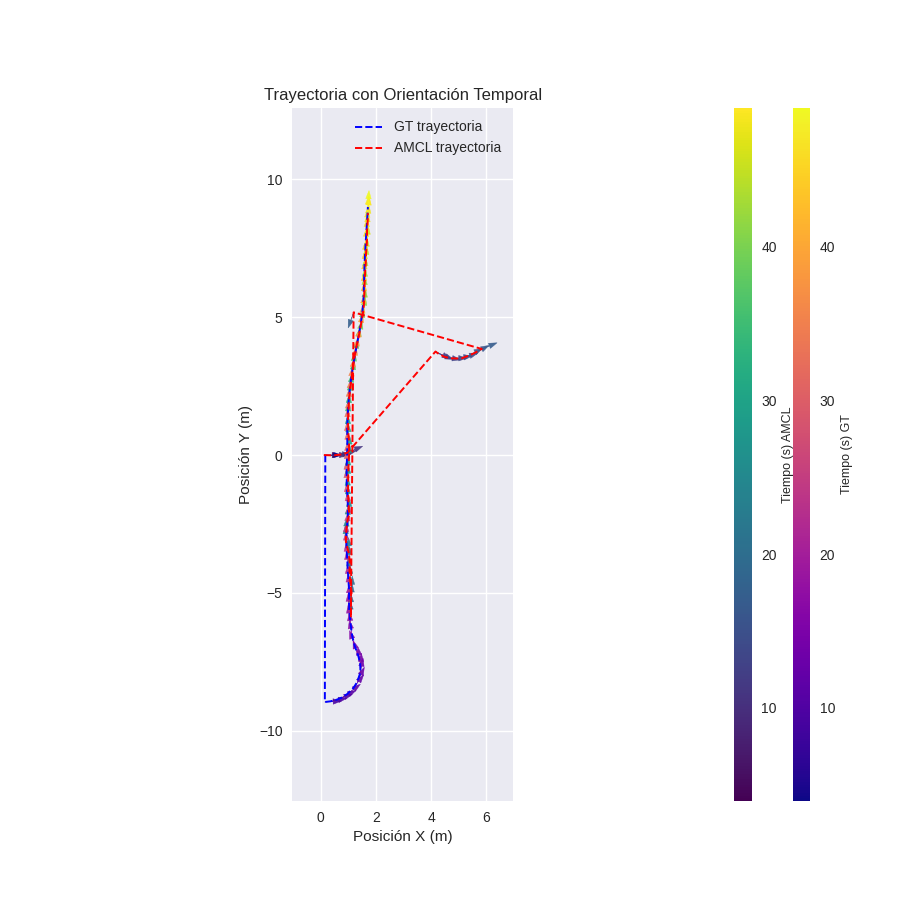 Trayectoria con Orientación Temporal
GT trayectoria
AMCL trayectoria
10
5
0
−5
−10
Posición Y (m)
0 2 4 6
Posición X (m)
40
30
20
10
Tiempo (s) AMCL
40
30
20
10
Tiempo (s) GT